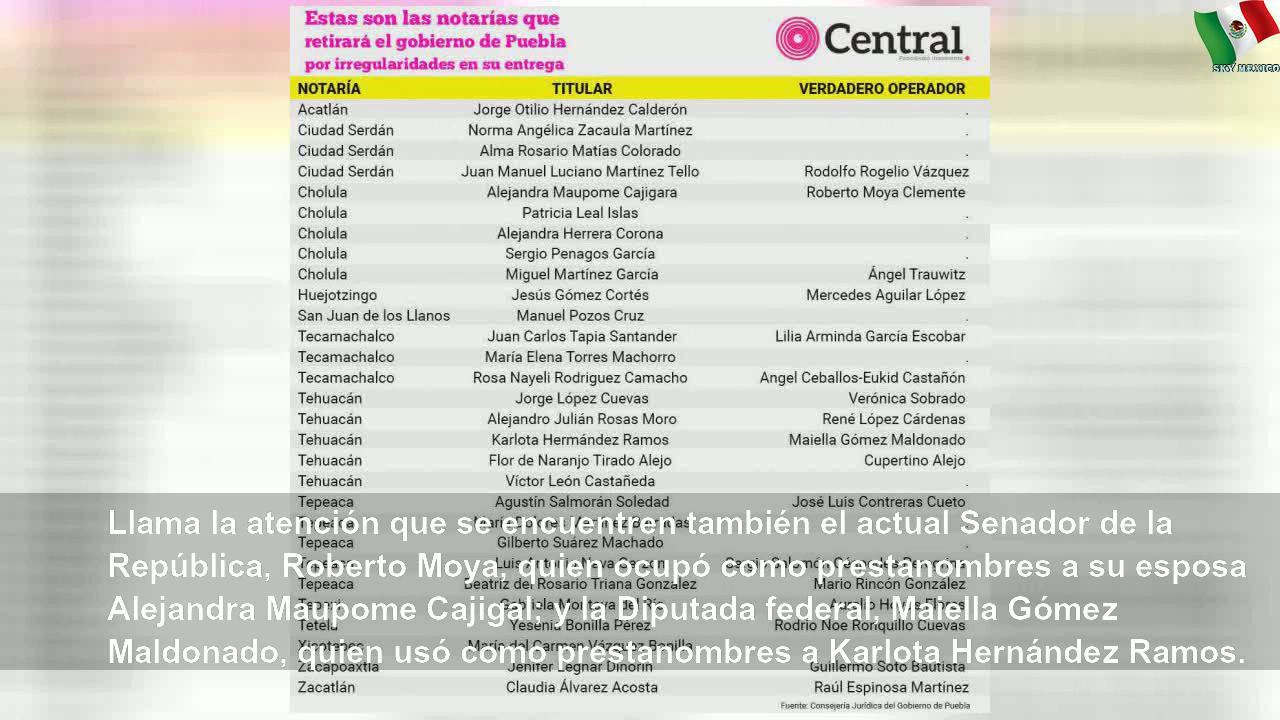 Estas son las notarías que
retirará el gobierno de Puebla
por irregularidades en su entrega
Central
SKY MEXICO
NOTARÍA TITULAR VERDADERO OPERADOR
Acatlán Jorge Otilio Hernández Calderón .
Ciudad Serdán Norma Angélica Zacaula Martínez .
Ciudad Serdán Alma Rosario Matías Colorado .
Ciudad Serdán Juan Manuel Luciano Martínez Tello Rodolfo Rogelio Vázquez
Cholula Alejandra Maupome Cajigara Roberto Moya Clemente
Cholula Patricia Leal Islas .
Cholula Alejandra Herrera Corona .
Cholula Sergio Penagos García .
Cholula Miguel Martínez García Ángel Trauwitz
Huejotzingo Jesús Gómez Cortés Mercedes Aguilar López
San Juan de los Llanos Manuel Pozos Cruz .
Tecamachalco Juan Carlos Tapia Santander Lilia Arminda García Escobar
Tecamachalco María Elena Torres Machorro .
Tecamachalco Rosa Nayeli Rodriguez Camacho Angel Ceballos-Eukid Castañón
Tehuacán Jorge López Cuevas Verónica Sobrado
Tehuacán Alejandro Julián Rosas Moro René López Cárdenas
Tehuacán Karlota Hermández Ramos Maiella Gómez Maldonado
Tehuacán Flor de Naranjo Tirado Alejo Cupertino Alejo
Tehuacán Víctor León Castañeda .
Tepeaca Agustín Salmorán Soledad José Luis Contreras Cueto
Llama la atención que se encuentren también el actual Senador de la
Tepeaca Gilberto Suárez Machado .
República, Roberto Moya, quien ocupó como prestanombres a su esposa
Tepeaca Beatriz del Rosario Triana González Mario Rincón González
Alejandra Maupome Cajigal; y la Diputada federal, Maiella Gómez
Tetela Yesenia Bonilla Pérez Rodrio Noe Roriquillo Cuevas
Maldonado, quien usó como prestanombres a Karlota Hernández Ramos.
Zacapoaxtla Jenifer Legnar Dinorín Guillermo Soto Bautista
Zacatlán Claudia Álvarez Acosta Raúl Espinosa Martínez
Fuente: Consejería Jurídica del Gobierno de Puebla